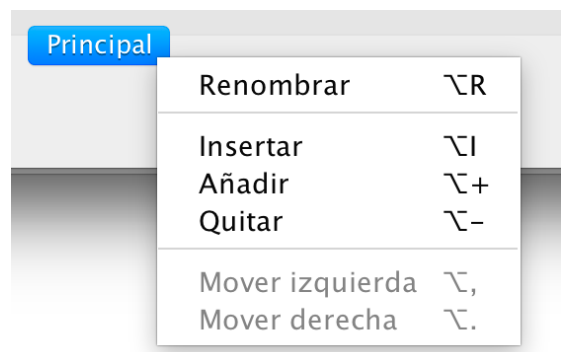 Principal
Renombrar ⌥R
Insertar ⌥I
Añadir ⌥+
Quitar ⌥-
Mover izquierda ⌥,
Mover derecha ⌥.